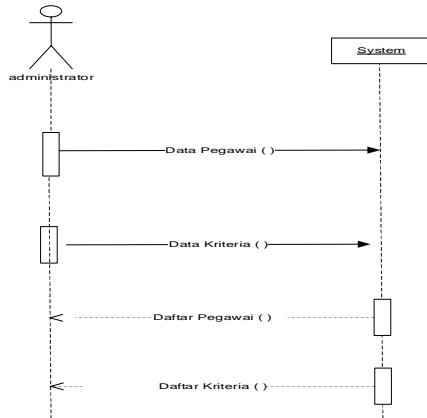 System
administrator
Data Pegawai ( )
Data Kriteria ( )
Daftar Pegawai ( )
Daftar Kriteria ( )